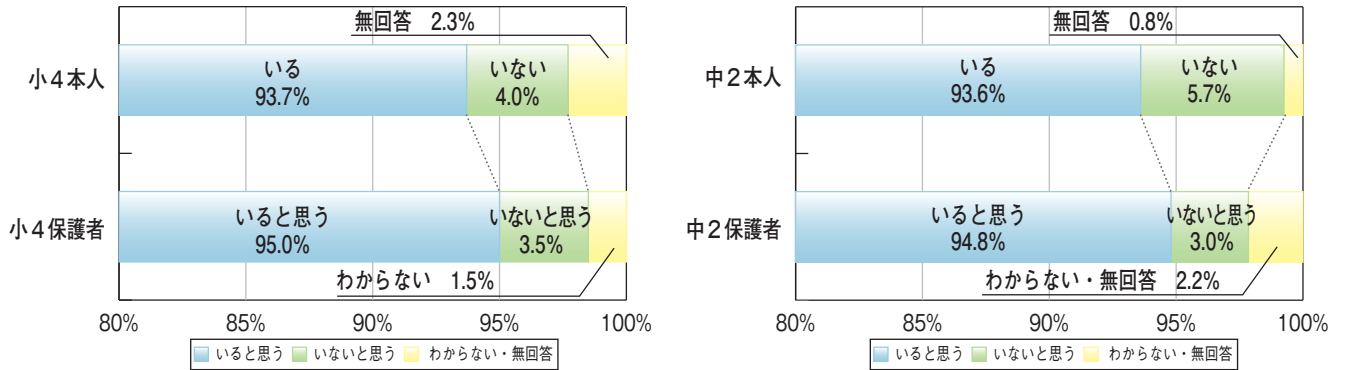 無回答 2.3%
小4本人
いる
93.7%
いない
4.0%
小4保護者
いると思う
95.0%
いないと思う
3.5%
わからない 1.5%
80% 85% 90% 95% 100%
いると思う いないと思う わからない・無回答
無回答 0.8%
中2本人
いる
93.6%
いない
5.7%
中2保護者
いると思う
94.8%
いないと思う
3.0%
わからない・無回答 2.2%
80% 85% 90% 95% 100%
いると思う いないと思う わからない・無回答